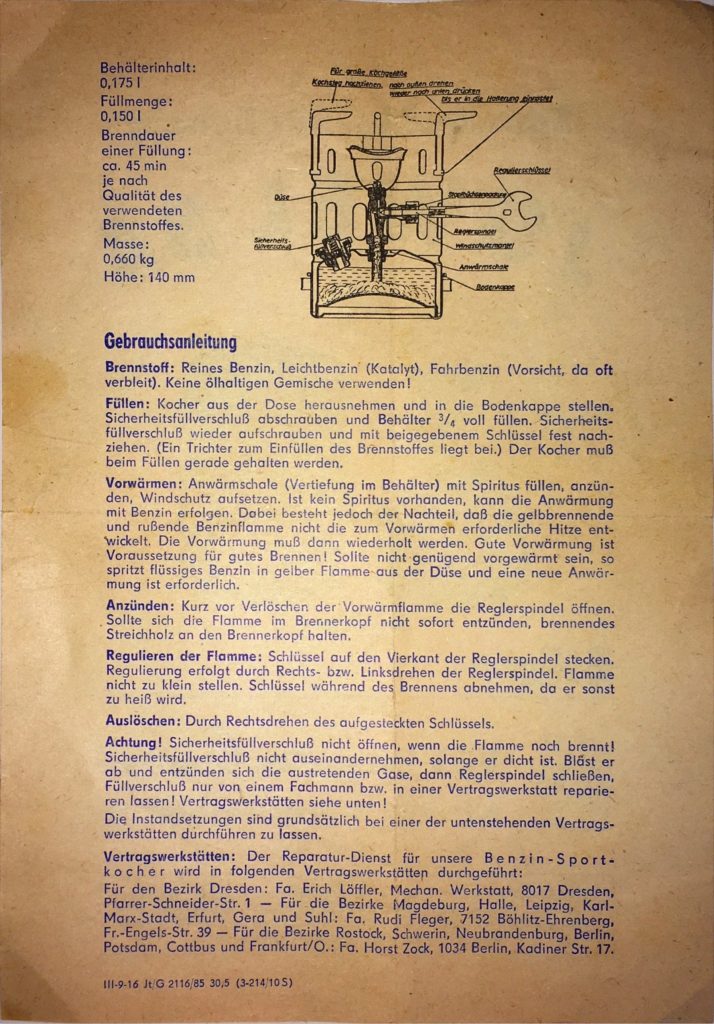 Behälterinhalt:
0,175 l
Füllmenge:
0,150 l
Brenndauer
einer Füllung:
ca. 45 min
je nach
Qualität des
verwendeten
Brennstoffes.
Masse:
0,660 kg
Höhe: 140 mm
Für große Kochgefäße
Kochsteg hochziehen, nach außen drehen
wieder nach unten drücken
bis er in die Halterung einrastet
Regulierschlüssel
Düse
Stopfbüchsenpackung
Reglerspindel
Sicherheits-
füllverschluß
Windschutzmantel
Anwärmschale
Bodenkappe
Gebrauchsanleitung
Brennstoff: Reines Benzin, Leichtbenzin (Katalyt), Fahrbenzin (Vorsicht, da oft
verbleit). Keine ölhaltigen Gemische verwenden!
Füllen: Kocher aus der Dose herausnehmen und in die Bodenkappe stellen.
Sicherheitsfüllverschluß abschrauben und Behälter 3/4 voll füllen. Sicherheits-
füllverschluß wieder aufschrauben und mit beigegebenem Schlüssel fest nach-
ziehen. (Ein Trichter zum Einfüllen des Brennstoffes liegt bei.) Der Kocher muß
beim Füllen gerade gehalten werden.
Vorwärmen: Anwärmschale (Vertiefung im Behälter) mit Spiritus füllen, anzün-
den, Windschutz aufsetzen. Ist kein Spiritus vorhanden, kann die Anwärmung
mit Benzin erfolgen. Dabei besteht jedoch der Nachteil, daß die gelbbrennende
und rußende Benzinflamme nicht die zum Vorwärmen erforderliche Hitze ent-
wickelt. Die Vorwärmung muß dann wiederholt werden. Gute Vorwärmung ist
Voraussetzung für gutes Brennen! Sollte nicht genügend vorgewärmt sein, so
spritzt flüssiges Benzin in gelber Flamme aus der Düse und eine neue Anwär-
mung ist erforderlich.
Anzünden: Kurz vor Verlöschen der Vorwärmflamme die Reglerspindel öffnen.
Sollte sich die Flamme im Brennerkopf nicht sofort entzünden, brennendes
Streichholz an den Brennerkopf halten.
Regulieren der Flamme: Schlüssel auf den Vierkant der Reglerspindel stecken.
Regulierung erfolgt durch Rechts- bzw. Linksdrehen der Reglerspindel. Flamme
nicht zu klein stellen. Schlüssel während des Brennens abnehmen, da er sonst
zu heiß wird.
Auslöschen: Durch Rechtsdrehen des aufgesteckten Schlüssels.
Achtung! Sicherheitsfüllverschluß nicht öffnen, wenn die Flamme noch brennt!
Sicherheitsfüllverschluß nicht auseinandernehmen, solange er dicht ist. Bläst er
ab und entzünden sich die austretenden Gase, dann Reglerspindel schließen,
Füllverschluß nur von einem Fachmann bzw. in einer Vertragswerkstatt reparie-
ren lassen! Vertragswerkstätten siehe unten!
Die Instandsetzungen sind grundsätzlich bei einer der untenstehenden Vertrags-
werkstätten durchführen zu lassen.
Vertragswerkstätten: Der Reparatur-Dienst für unsere Benzin-Sport-
kocher wird in folgenden Vertragswerkstätten durchgeführt:
Für den Bezirk Dresden: Fa. Erich Löffler, Mechan. Werkstatt, 8017 Dresden,
Pfarrer-Schneider-Str. 1 — Für die Bezirke Magdeburg, Halle, Leipzig, Karl-
Marx-Stadt, Erfurt, Gera und Suhl: Fa. Rudi Fleger, 7152 Böhlitz-Ehrenberg,
Fr.-Engels-Str. 39 — Für die Bezirke Rostock, Schwerin, Neubrandenburg, Berlin,
Potsdam, Cottbus und Frankfurt/O.: Fa. Horst Zock, 1034 Berlin, Kadiner Str. 17.
III-9-16 Jt/G 2116/85 30,5 (3-214/10 S)